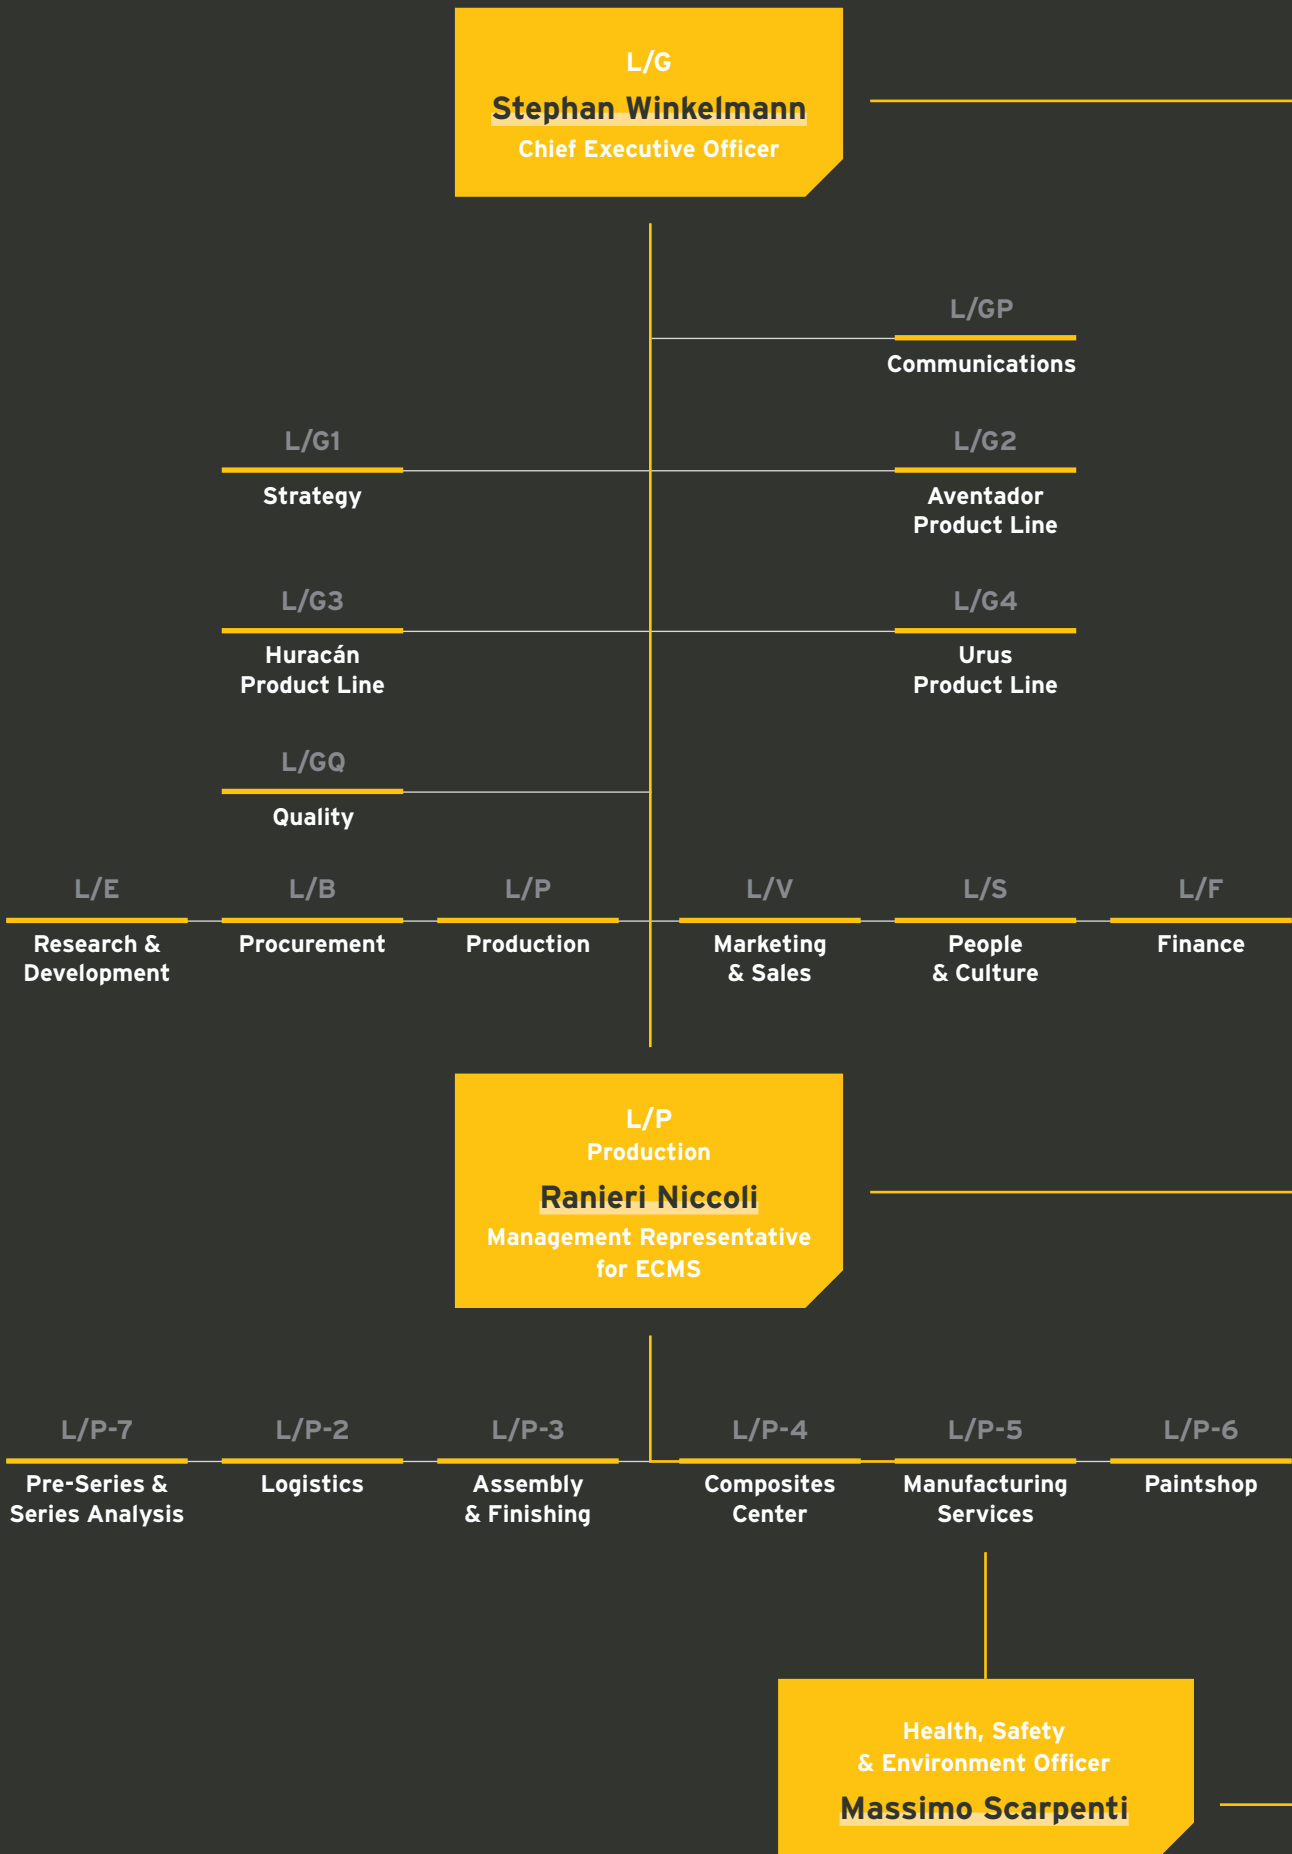 L/G
Stephan Winkelmann
Chief Executive Officer
L/GP
Communications
L/G1
Strategy
L/G2
Aventador
Product Line
L/G3
Huracán
Product Line
L/G4
Urus
Product Line
L/GQ
Quality
L/E
Research &
Development
L/B
Procurement
L/P
Production
L/V
Marketing
& Sales
L/S
People
& Culture
L/F
Finance
L/P
Production
Ranieri Niccoli
Management Representative
for ECMS
L/P-7
Pre-Series &
Series Analysis
L/P-2
Logistics
L/P-3
Assembly
& Finishing
L/P-4
Composites
Center
L/P-5
Manufacturing
Services
L/P-6
Paintshop
Health, Safety
& Environment Officer
Massimo Scarpenti